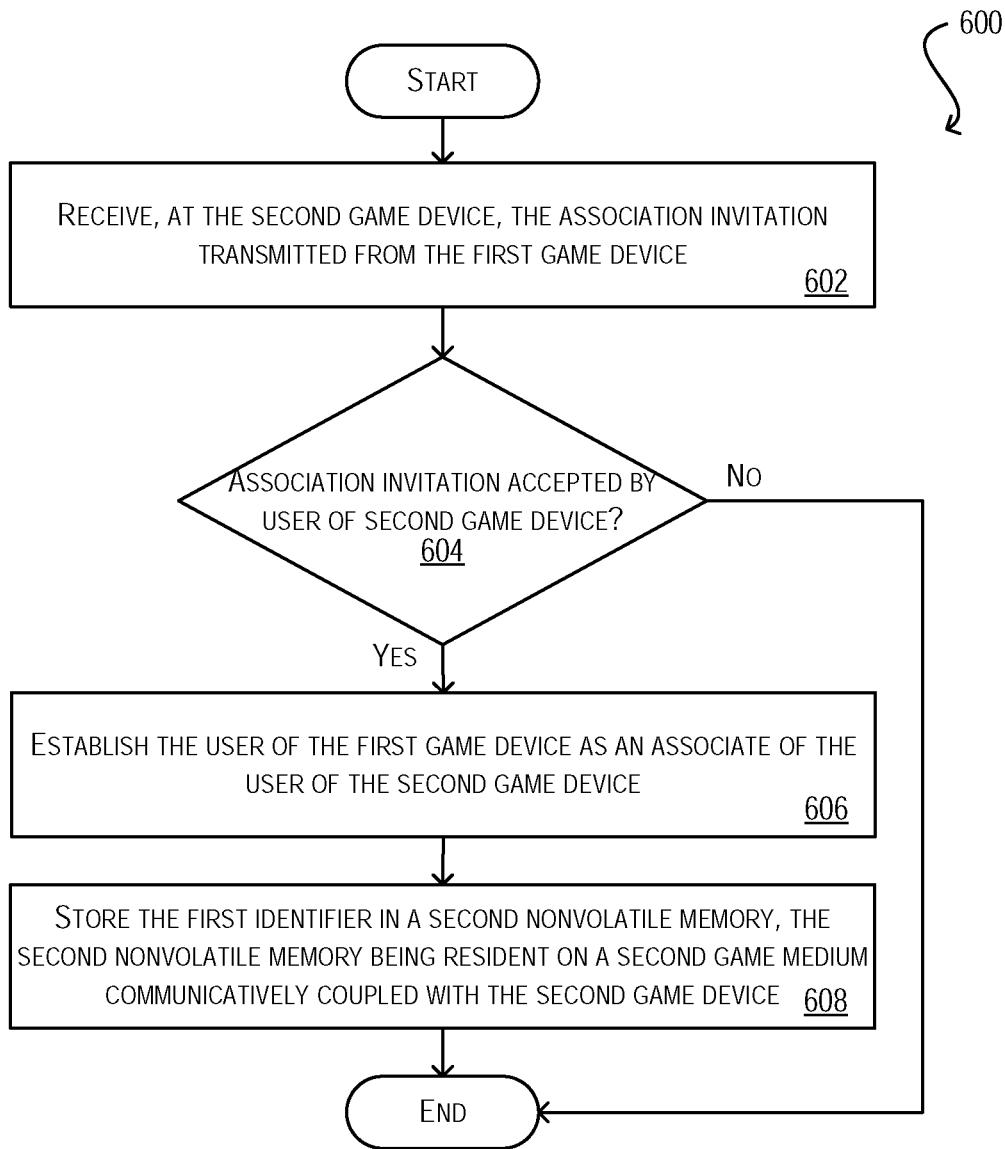 600
START
RECEIVE, AT THE SECOND GAME DEVICE, THE ASSOCIATION INVITATION
TRANSMITTED FROM THE FIRST GAME DEVICE
602
ASSOCIATION INVITATION ACCEPTED BY
USER OF SECOND GAME DEVICE?
604
NO
YES
ESTABLISH THE USER OF THE FIRST GAME DEVICE AS AN ASSOCIATE OF THE
USER OF THE SECOND GAME DEVICE
606
STORE THE FIRST IDENTIFIER IN A SECOND NONVOLATILE MEMORY, THE
SECOND NONVOLATILE MEMORY BEING RESIDENT ON A SECOND GAME MEDIUM
COMMUNICATIVELY COUPLED WITH THE SECOND GAME DEVICE
608
END